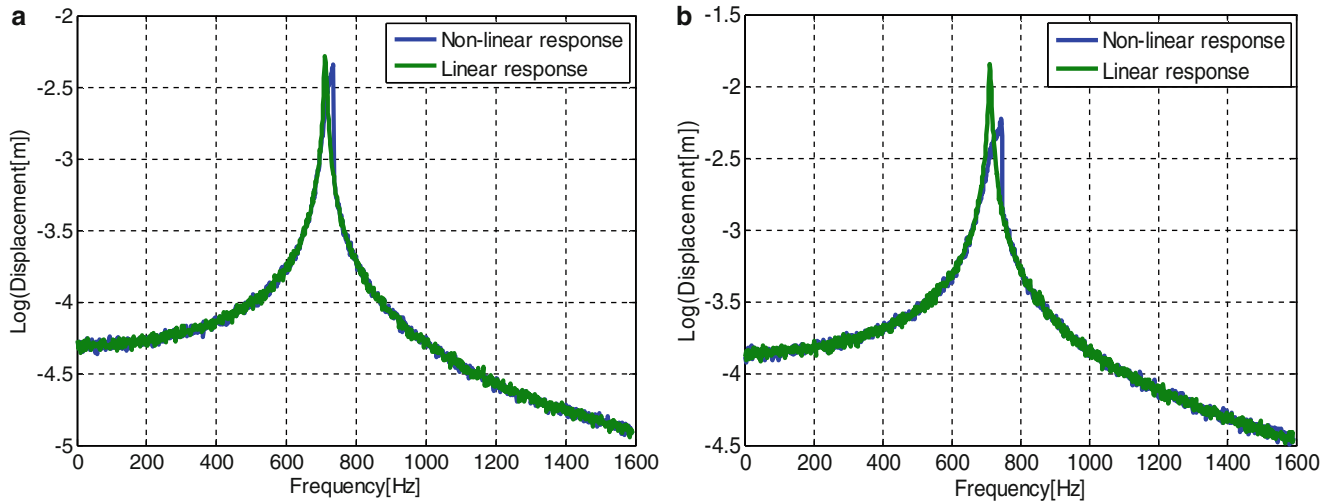 a
-2
-2.5
-3
-3.5
-4
-4.5
-5
Log(Displacement[m])
Non-linear response
Linear response
0 200 400 600 800 1000 1200 1400 1600
Frequency[Hz]
b
-1.5
-2
-2.5
-3
-3.5
-4
-4.5
Log(Displacement[m])
Non-linear response
Linear response
0 200 400 600 800 1000 1200 1400 1600
Frequency[Hz]